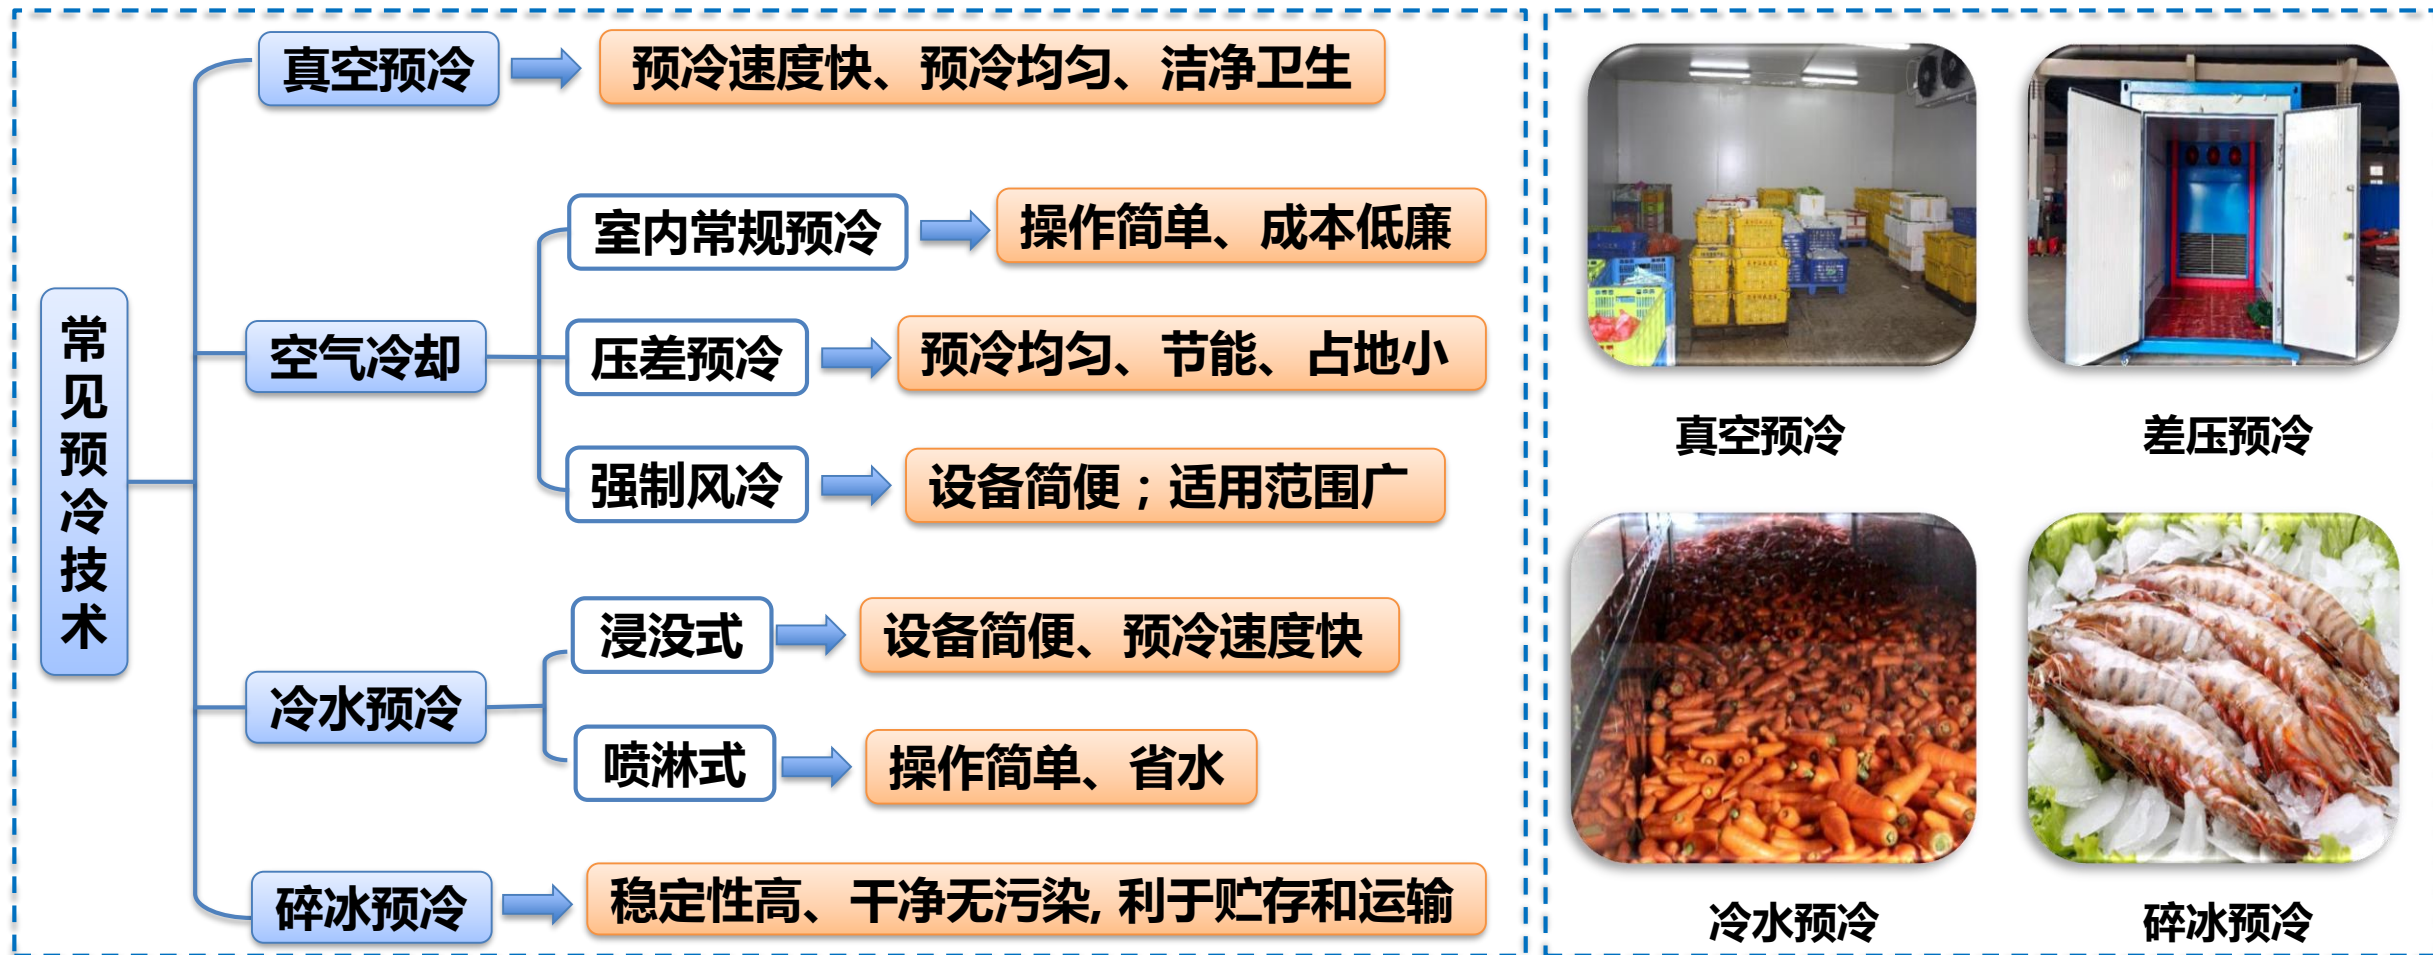 常见预冷技术
真空预冷
预冷速度快、预冷均匀、洁净卫生
空气冷却
室内常规预冷
操作简单、成本低廉
压差预冷
预冷均匀、节能、占地小
强制风冷
设备简便；适用范围广
冷水预冷
浸没式
设备简便、预冷速度快
喷淋式
操作简单、省水
碎冰预冷
稳定性高、干净无污染,利于贮存和运输
真空预冷
差压预冷
冷水预冷
碎冰预冷